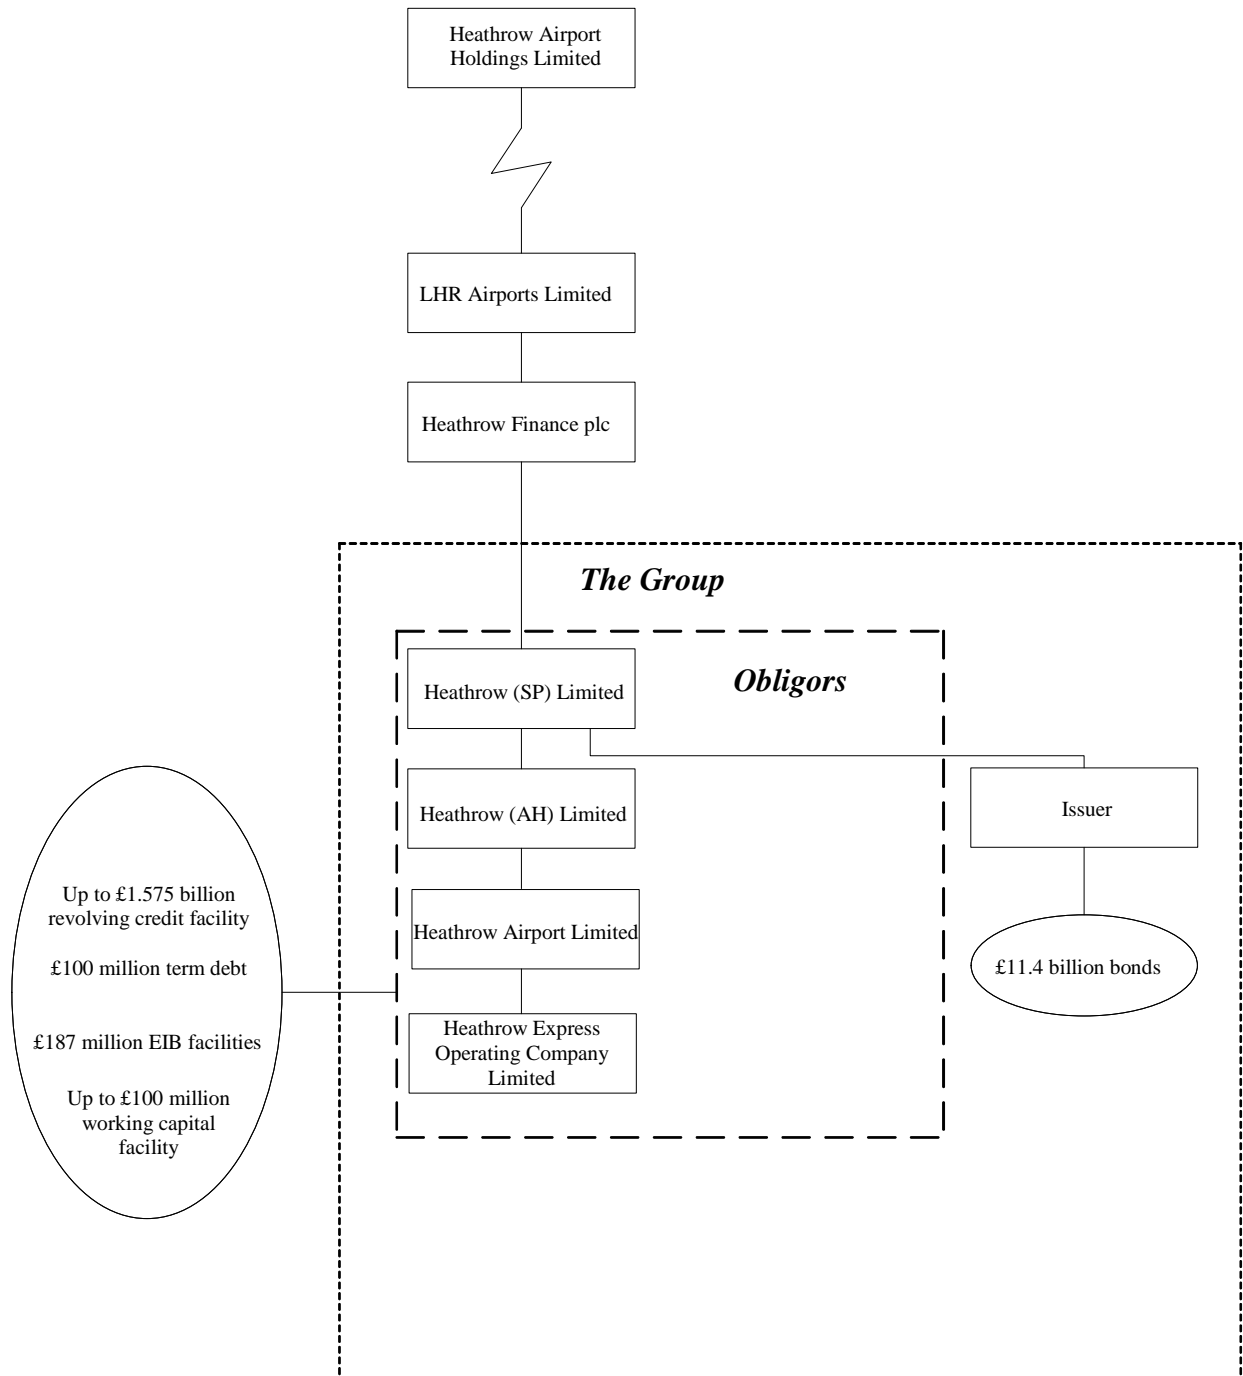 Heathrow Airport
Holdings Limited
LHR Airports Limited
Heathrow Finance plc
The Group
Obligors
Heathrow (SP) Limited
Heathrow (AH) Limited
Issuer
Up to £1.575 billion
revolving credit facility
£100 million term debt
£187 million EIB facilities
Up to £100 million
working capital
facility
Heathrow Airport Limited
£11.4 billion bonds
Heathrow Express
Operating Company
Limited